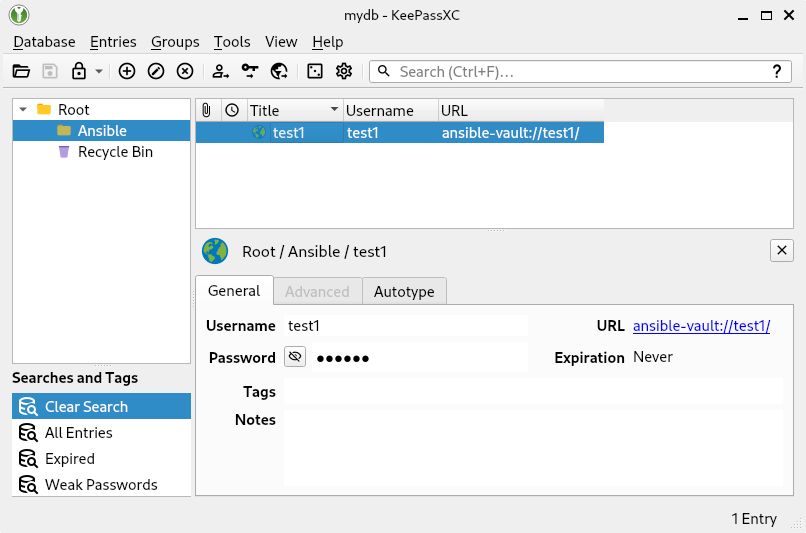 mydb - KeePassXC
Database Entries Groups Tools View Help
Search (Ctrl+F)... ?
Root
Ansible
Recycle Bin
Title Username URL
test1 test1 ansible-vault://test1/
Root / Ansible / test1
General Advanced Autotype
Username test1 URL ansible-vault://test1/
Password ●●●●●● Expiration Never
Tags
Notes
Searches and Tags
Clear Search
All Entries
Expired
Weak Passwords
1 Entry